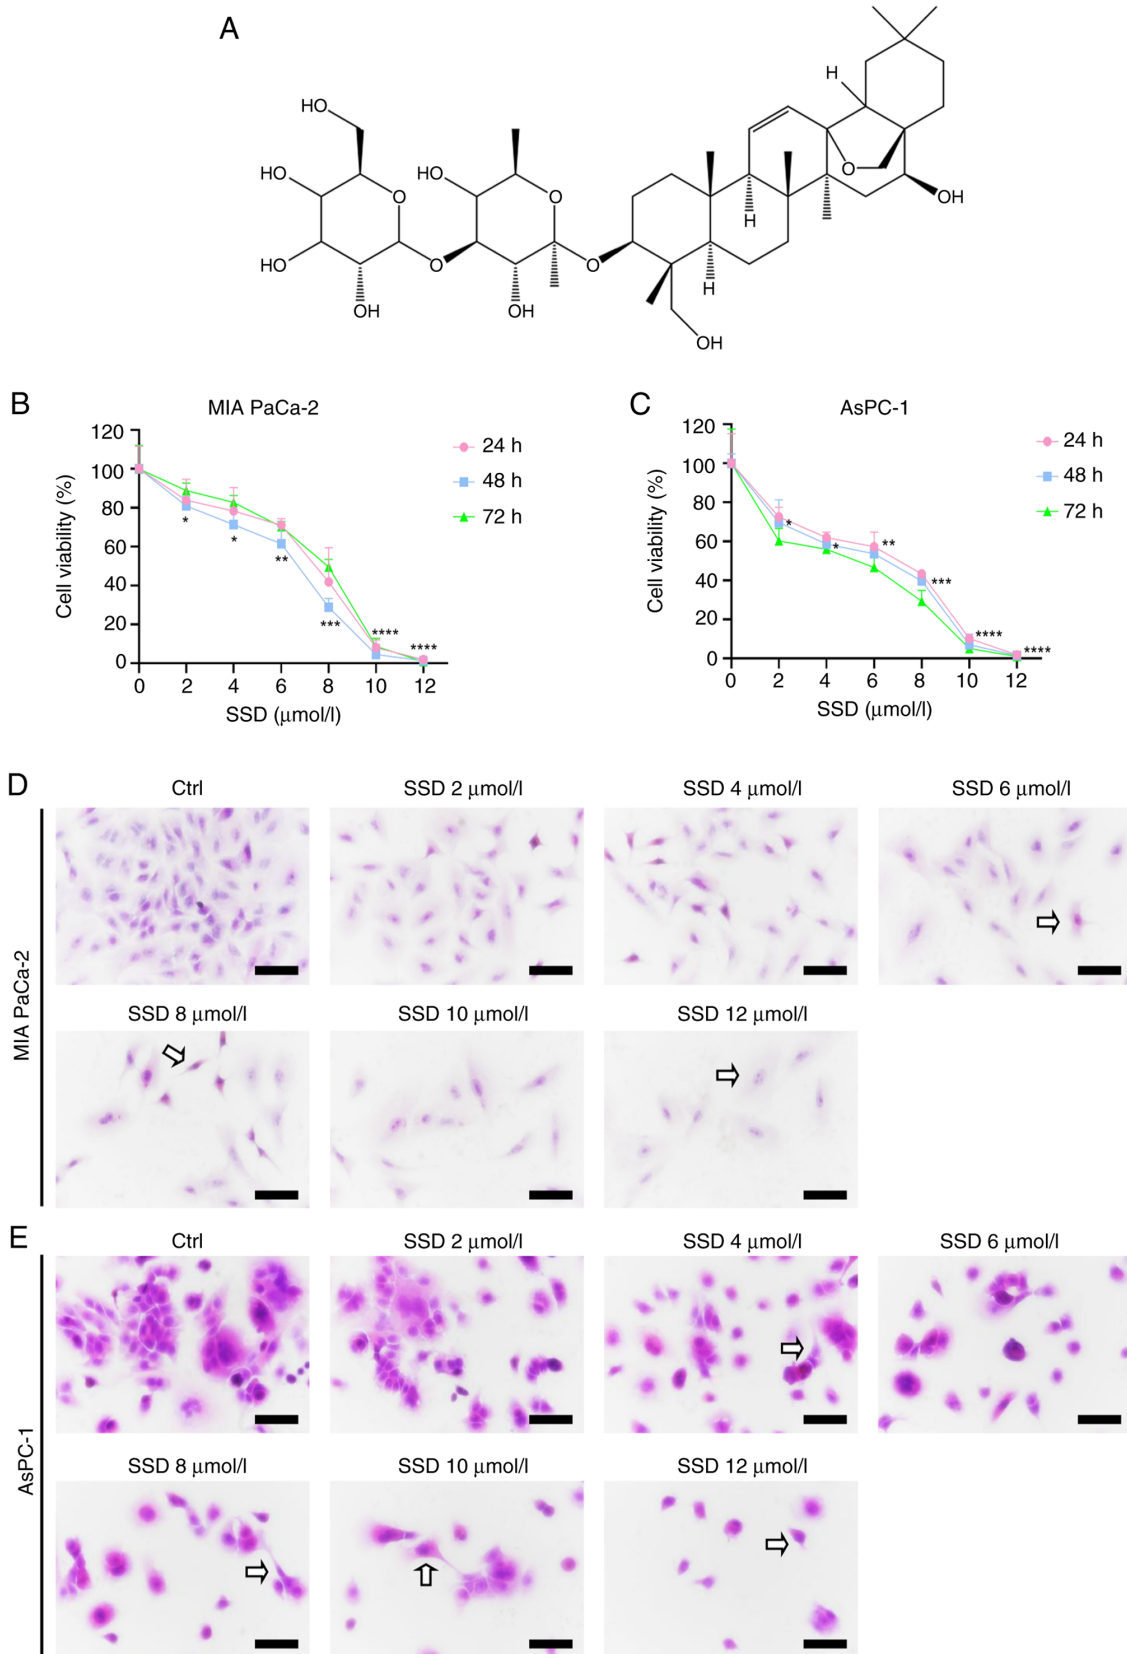 A
H
HO
HO
HO
O
O
O
HO
O
O
OH
OH
H
H
OH
O
OH
B
MIA PaCa-2
120
100
80
60
40
20
0
Cell viability (%)
0 2 4 6 8 10 12
SSD (μmol/l)
* * ** *** **** ****
24 h
48 h
72 h
C
AsPC-1
120
100
80
60
40
20
0
Cell viability (%)
0 2 4 6 8 10 12
SSD (μmol/l)
* * ** *** **** ****
24 h
48 h
72 h
D
MIA PaCa-2
Ctrl SSD 2 μmol/l SSD 4 μmol/l SSD 6 μmol/l
SSD 8 μmol/l SSD 10 μmol/l SSD 12 μmol/l
E
AsPC-1
Ctrl SSD 2 μmol/l SSD 4 μmol/l SSD 6 μmol/l
SSD 8 μmol/l SSD 10 μmol/l SSD 12 μmol/l